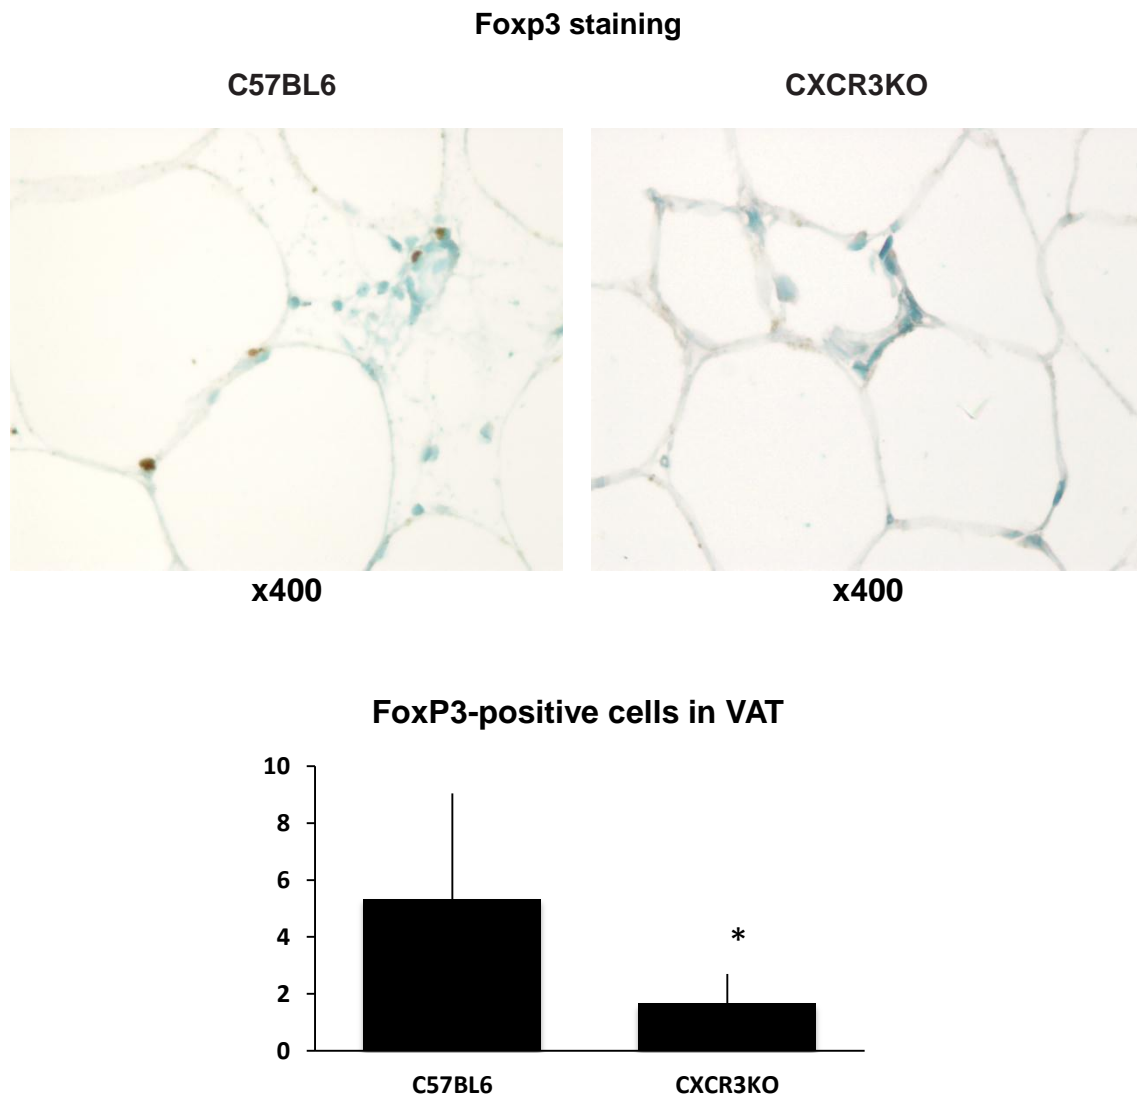 Foxp3 staining
C57BL6 CXCR3KO
x400 x400
FoxP3-positive cells in VAT
10
8
6
4
*
2
0
C57BL6 CXCR3KO